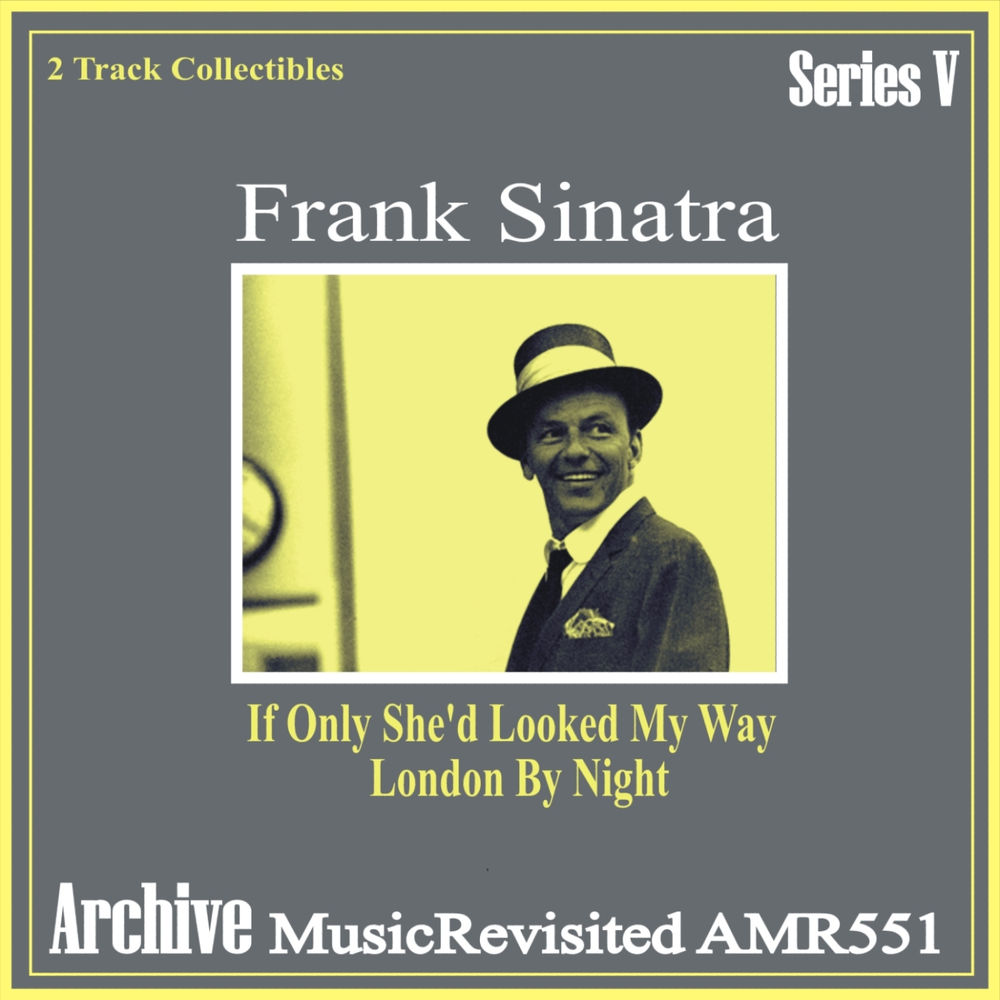 2 Track Collectibles
Series V
Frank Sinatra
If Only She'd Looked My Way
London By Night
Archive MusicRevisited AMR551